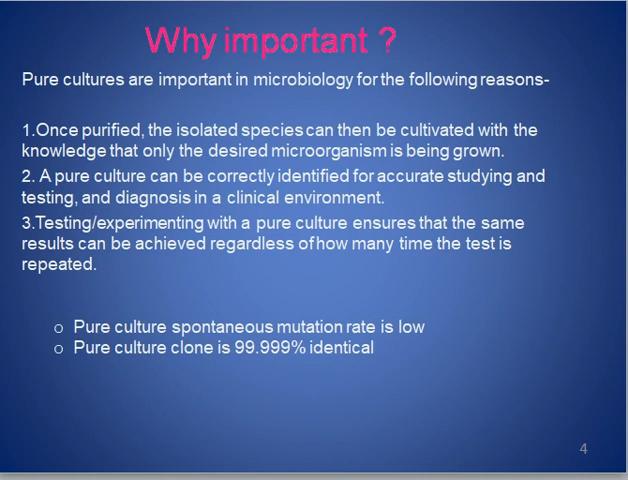 Why important ?
Pure cultures are important in microbiology for the following reasons-
1.Once purified, the isolated species can then be cultivated with the
knowledge that only the desired microorganism is being grown.
2. A pure culture can be correctly identified for accurate studying and
testing, and diagnosis in a clinical environment.
3.Testing/experimenting with a pure culture ensures that the same
results can be achieved regardless of how many time the test is
repeated.
o Pure culture spontaneous mutation rate is low
o Pure culture clone is 99.999% identical
4